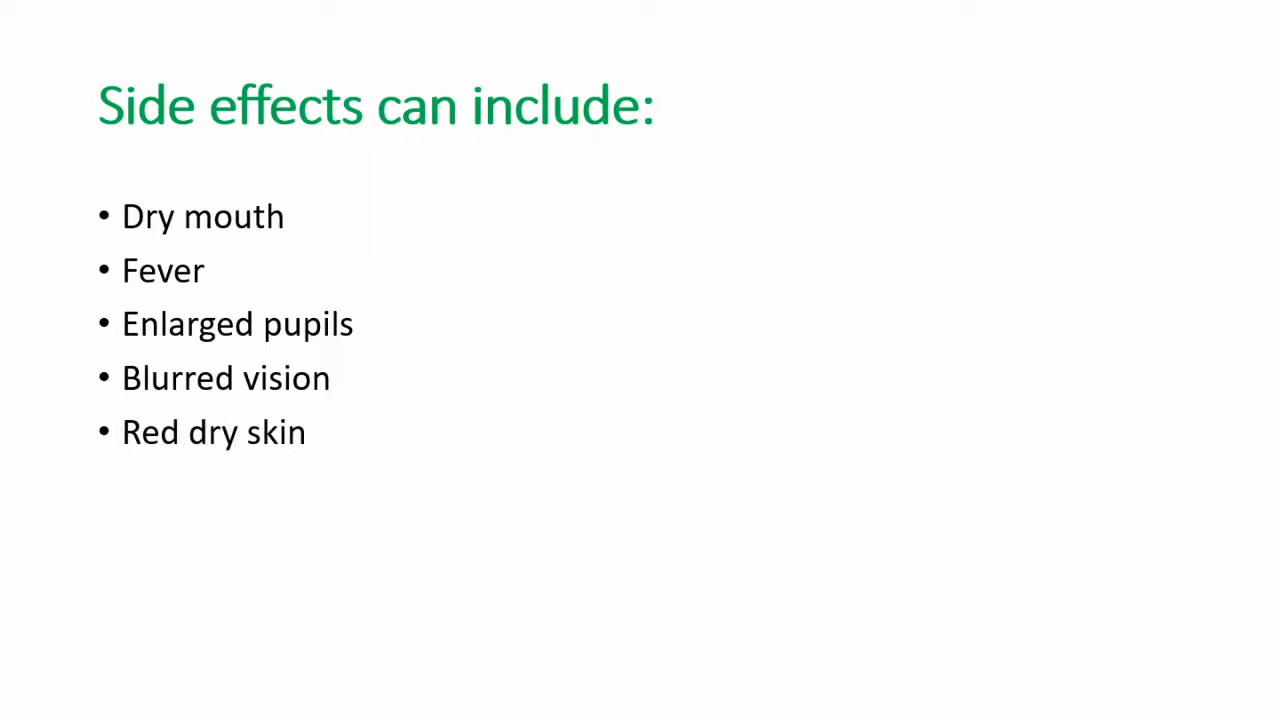 Side effects can include:
• Dry mouth
• Fever
• Enlarged pupils
• Blurred vision
• Red dry skin